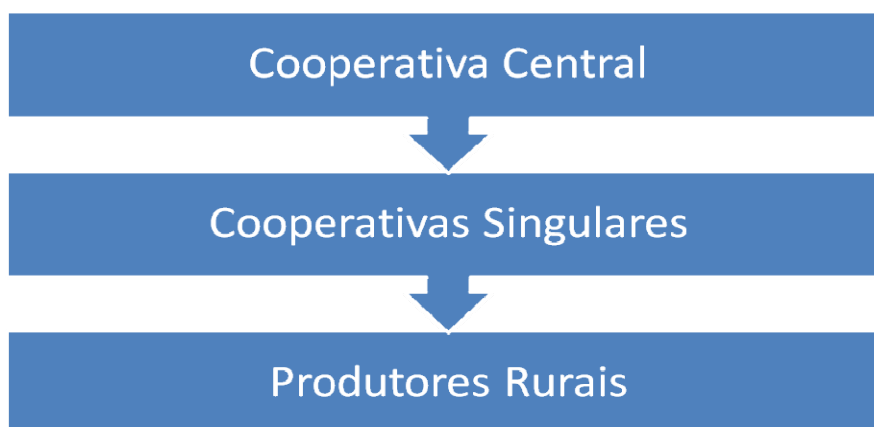 Cooperativa Central
Cooperativas Singulares
Produtores Rurais